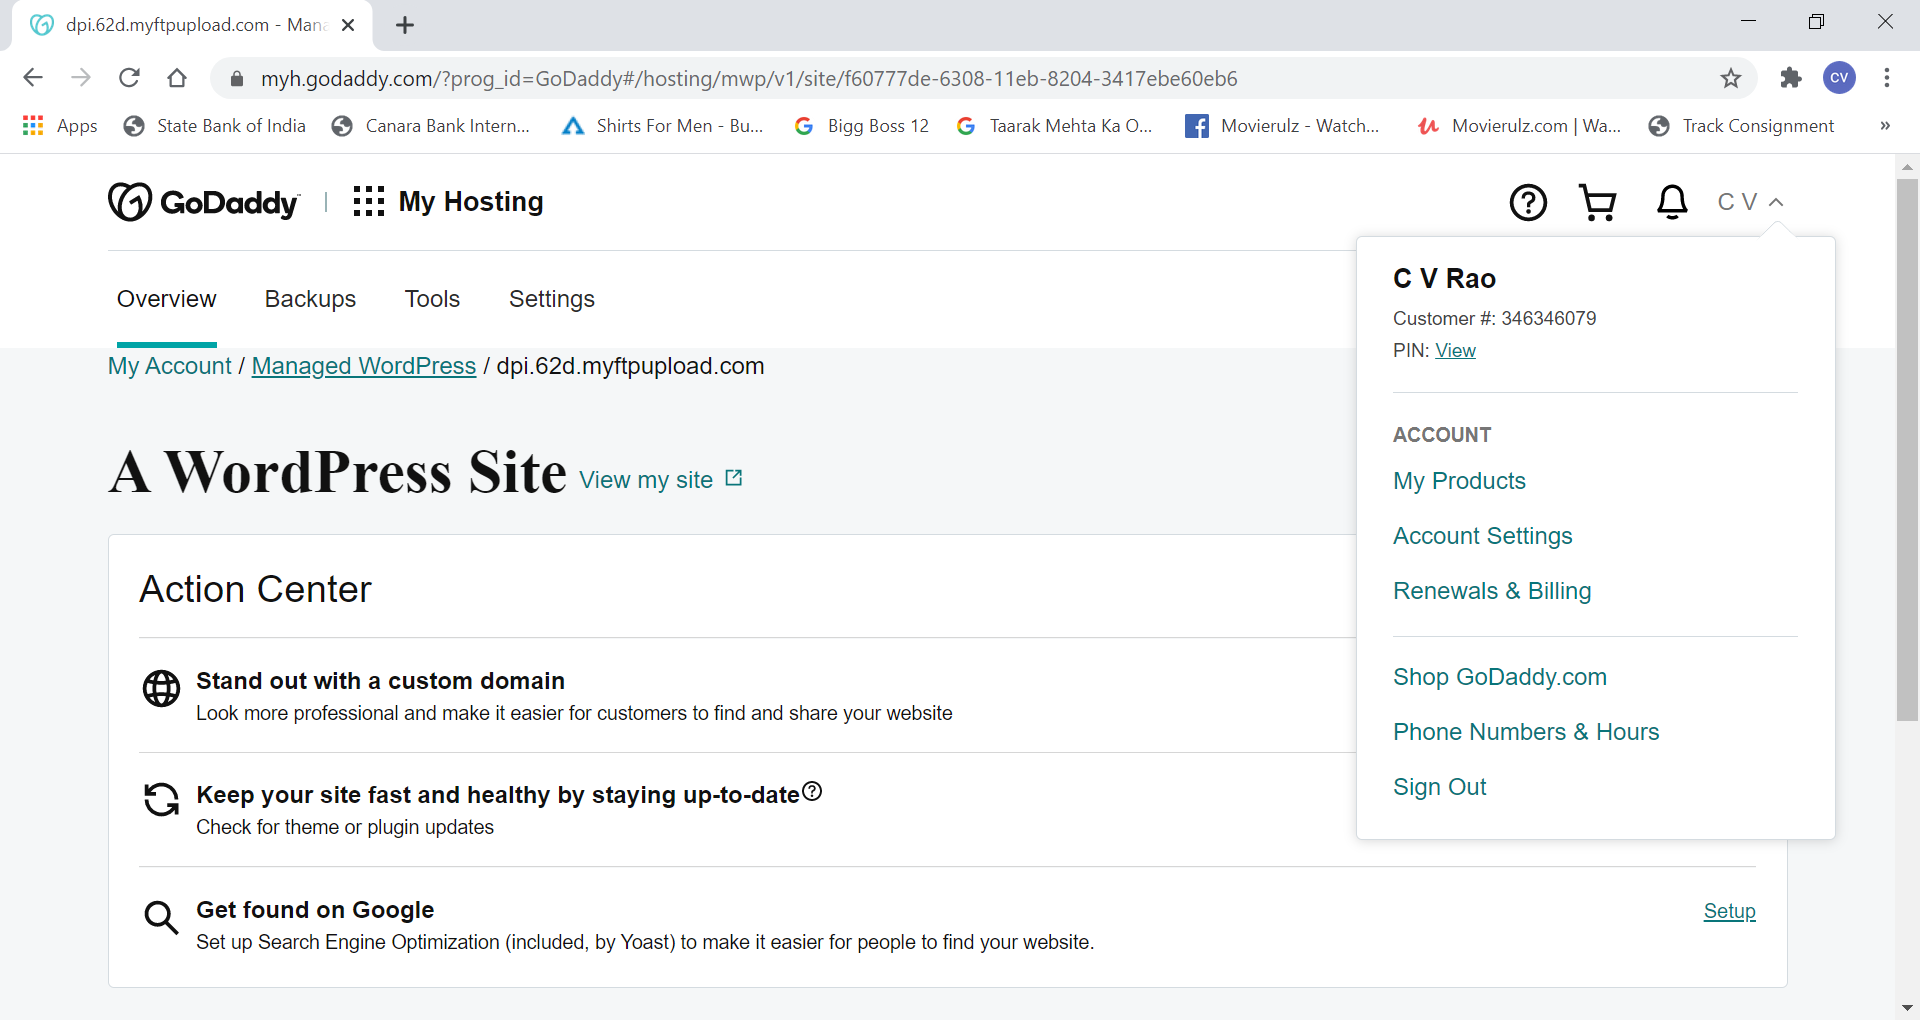 dpi.62d.myftpupload.com - Mana
myh.godaddy.com/?prog_id=GoDaddy#/hosting/mwp/v1/site/f60777de-6308-11eb-8204-3417ebe60eb6
CV
Apps
State Bank of India
Canara Bank Intern...
Shirts For Men - Bu...
Bigg Boss 12
Taarak Mehta Ka O...
Movierulz - Watch...
Movierulz.com | Wa...
Track Consignment
»
GoDaddy
My Hosting
C V
Overview
Backups
Tools
Settings
My Account / Managed WordPress / dpi.62d.myftpupload.com
A WordPress Site
View my site
Action Center
Stand out with a custom domain
Look more professional and make it easier for customers to find and share your website
Keep your site fast and healthy by staying up-to-date
Check for theme or plugin updates
Get found on Google
Set up Search Engine Optimization (included, by Yoast) to make it easier for people to find your website.
Setup
C V Rao
Customer #: 346346079
PIN: View
ACCOUNT
My Products
Account Settings
Renewals & Billing
Shop GoDaddy.com
Phone Numbers & Hours
Sign Out